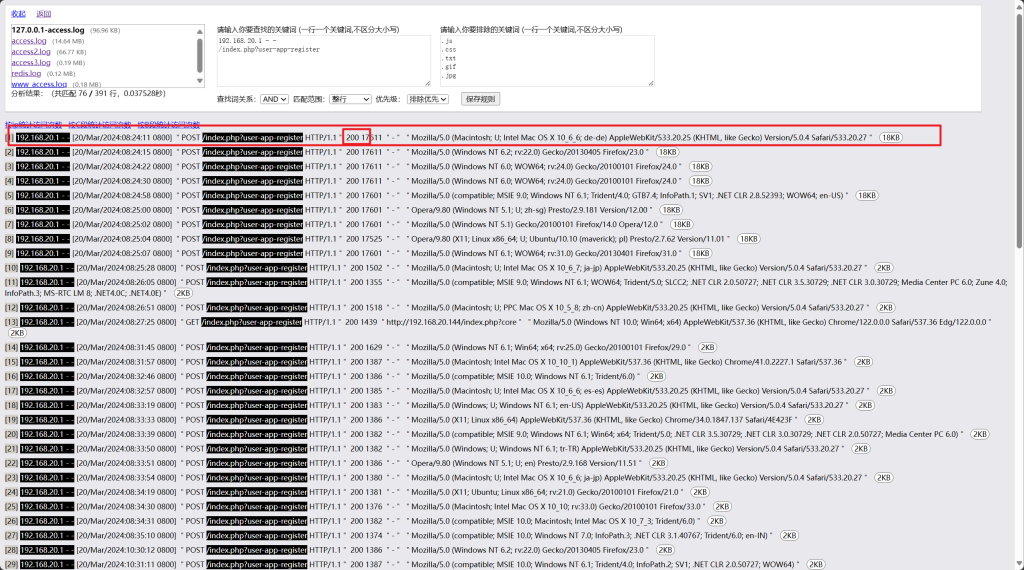 收起 返回
127.0.0.1-access.log (96.96 KB)
access.log (14.64 MB)
access2.log (66.77 KB)
access3.log (0.19 MB)
redis.log (0.12 MB)
www_access.log (0.18 MB)
分析结果: (共匹配 76 / 391 行，0.037528秒)
请输入你要查找的关键词 (一行一个关键词,不区分大小写)
192.168.20.1 - -
/index.php?user-app-register
请输入你要排除的关键词 (一行一个关键词,不区分大小写)
.js
.css
.txt
.gif
.jpg
查找词关系: AND 匹配范围: 整行 优先级: 排除优先 保存规则
[1] 192.168.20.1 - - [20/Mar/2024:08:24:11 0800] " POST /index.php?user-app-register HTTP/1.1 " 200 17611 " - " " Mozilla/5.0 (Macintosh; U; Intel Mac OS X 10_6_6; de-de) AppleWebKit/533.20.25 (KHTML, like Gecko) Version/5.0.4 Safari/533.20.27 " 18KB
[2] 192.168.20.1 - - [20/Mar/2024:08:24:15 0800] " POST /index.php?user-app-register HTTP/1.1 " 200 17611 " - " " Mozilla/5.0 (Windows NT 6.2; rv:22.0) Gecko/20130405 Firefox/23.0 " 18KB
[3] 192.168.20.1 - - [20/Mar/2024:08:24:22 0800] " POST /index.php?user-app-register HTTP/1.1 " 200 17611 " - " " Mozilla/5.0 (Windows NT 6.0; WOW64; rv:24.0) Gecko/20100101 Firefox/24.0 " 18KB
[4] 192.168.20.1 - - [20/Mar/2024:08:24:30 0800] " POST /index.php?user-app-register HTTP/1.1 " 200 17611 " - " " Mozilla/5.0 (Windows NT 6.0; WOW64; rv:24.0) Gecko/20100101 Firefox/24.0 " 18KB
[5] 192.168.20.1 - - [20/Mar/2024:08:24:58 0800] " POST /index.php?user-app-register HTTP/1.1 " 200 17601 " - " " Mozilla/5.0 (compatible; MSIE 9.0; Windows NT 6.1; Trident/4.0; GTB7.4; InfoPath.1; SV1; .NET CLR 2.8.52393; WOW64; en-US) " 18KB
[6] 192.168.20.1 - - [20/Mar/2024:08:25:00 0800] " POST /index.php?user-app-register HTTP/1.1 " 200 17601 " - " " Opera/9.80 (Windows NT 5.1; U; zh-sg) Presto/2.9.181 Version/12.00 " 18KB
[7] 192.168.20.1 - - [20/Mar/2024:08:25:02 0800] " POST /index.php?user-app-register HTTP/1.1 " 200 17601 " - " " Mozilla/5.0 (Windows NT 5.1) Gecko/20100101 Firefox/14.0 Opera/12.0 " 18KB
[8] 192.168.20.1 - - [20/Mar/2024:08:25:04 0800] " POST /index.php?user-app-register HTTP/1.1 " 200 17525 " - " " Opera/9.80 (X11; Linux x86_64; U; Ubuntu/10.10 (maverick); pl) Presto/2.7.62 Version/11.01 " 18KB
[9] 192.168.20.1 - - [20/Mar/2024:08:25:07 0800] " POST /index.php?user-app-register HTTP/1.1 " 200 17601 " - " " Mozilla/5.0 (Windows NT 6.1; WOW64; rv:31.0) Gecko/20130401 Firefox/31.0 " 18KB
[10] 192.168.20.1 - - [20/Mar/2024:08:25:28 0800] " POST /index.php?user-app-register HTTP/1.1 " 200 1502 " - " " Mozilla/5.0 (Macintosh; U; Intel Mac OS X 10_6_7; ja-jp) AppleWebKit/533.20.25 (KHTML, like Gecko) Version/5.0.4 Safari/533.20.27 " 2KB
[11] 192.168.20.1 - - [20/Mar/2024:08:26:05 0800] " POST /index.php?user-app-register HTTP/1.1 " 200 1355 " - " " Mozilla/5.0 (compatible; MSIE 9.0; Windows NT 6.1; WOW64; Trident/5.0; SLCC2; .NET CLR 2.0.50727; .NET CLR 3.5.30729; .NET CLR 3.0.30729; Media Center PC 6.0; Zune 4.0;
InfoPath.3; MS-RTC LM 8; .NET4.0C; .NET4.0E) " 2KB
[12] 192.168.20.1 - - [20/Mar/2024:08:26:51 0800] " POST /index.php?user-app-register HTTP/1.1 " 200 1518 " - " " Mozilla/5.0 (Macintosh; U; PPC Mac OS X 10_5_8; zh-cn) AppleWebKit/533.20.25 (KHTML, like Gecko) Version/5.0.4 Safari/533.20.27 " 2KB
[13] 192.168.20.1 - - [20/Mar/2024:08:27:25 0800] " GET /index.php?user-app-register HTTP/1.1 " 200 1439 " http://192.168.20.144/index.php?core " " Mozilla/5.0 (Windows NT 10.0; Win64; x64) AppleWebKit/537.36 (KHTML, like Gecko) Chrome/122.0.0.0 Safari/537.36 Edg/122.0.0.0 "
2KB
[14] 192.168.20.1 - - [20/Mar/2024:08:31:45 0800] " POST /index.php?user-app-register HTTP/1.1 " 200 1629 " - " " Mozilla/5.0 (Windows NT 6.1; Win64; x64; rv:25.0) Gecko/20100101 Firefox/29.0 " 2KB
[15] 192.168.20.1 - - [20/Mar/2024:08:31:57 0800] " POST /index.php?user-app-register HTTP/1.1 " 200 1387 " - " " Mozilla/5.0 (Macintosh; Intel Mac OS X 10_10_1) AppleWebKit/537.36 (KHTML, like Gecko) Chrome/41.0.2227.1 Safari/537.36 " 2KB
[16] 192.168.20.1 - - [20/Mar/2024:08:32:46 0800] " POST /index.php?user-app-register HTTP/1.1 " 200 1386 " - " " Mozilla/5.0 (compatible; MSIE 10.0; Windows NT 6.1; Trident/6.0) " 2KB
[17] 192.168.20.1 - - [20/Mar/2024:08:32:57 0800] " POST /index.php?user-app-register HTTP/1.1 " 200 1387 " - " " Mozilla/5.0 (Macintosh; U; Intel Mac OS X 10_6_6; es-es) AppleWebKit/533.20.25 (KHTML, like Gecko) Version/5.0.4 Safari/533.20.27 " 2KB
[18] 192.168.20.1 - - [20/Mar/2024:08:33:19 0800] " POST /index.php?user-app-register HTTP/1.1 " 200 1383 " - " " Mozilla/5.0 (Windows; U; Windows NT 6.1; en-US) AppleWebKit/533.20.25 (KHTML, like Gecko) Version/5.0.4 Safari/533.20.27 " 2KB
[19] 192.168.20.1 - - [20/Mar/2024:08:33:33 0800] " POST /index.php?user-app-register HTTP/1.1 " 200 1383 " - " " Mozilla/5.0 (X11; Linux x86_64) AppleWebKit/537.36 (KHTML, like Gecko) Chrome/34.0.1847.137 Safari/4E423F " 2KB
[20] 192.168.20.1 - - [20/Mar/2024:08:33:39 0800] " POST /index.php?user-app-register HTTP/1.1 " 200 1382 " - " " Mozilla/5.0 (compatible; MSIE 9.0; Windows NT 6.1; Win64; x64; Trident/5.0; .NET CLR 3.5.30729; .NET CLR 3.0.30729; .NET CLR 2.0.50727; Media Center PC 6.0) " 2KB
[21] 192.168.20.1 - - [20/Mar/2024:08:33:50 0800] " POST /index.php?user-app-register HTTP/1.1 " 200 1382 " - " " Mozilla/5.0 (Windows; U; Windows NT 6.1; tr-TR) AppleWebKit/533.20.25 (KHTML, like Gecko) Version/5.0.4 Safari/533.20.27 " 2KB
[22] 192.168.20.1 - - [20/Mar/2024:08:33:51 0800] " POST /index.php?user-app-register HTTP/1.1 " 200 1386 " - " " Opera/9.80 (Windows NT 5.1; U; en) Presto/2.9.168 Version/11.51 " 2KB
[23] 192.168.20.1 - - [20/Mar/2024:08:33:54 0800] " POST /index.php?user-app-register HTTP/1.1 " 200 1380 " - " " Mozilla/5.0 (Macintosh; U; Intel Mac OS X 10_6_6; ja-jp) AppleWebKit/533.20.25 (KHTML, like Gecko) Version/5.0.4 Safari/533.20.27 " 2KB
[24] 192.168.20.1 - - [20/Mar/2024:08:34:19 0800] " POST /index.php?user-app-register HTTP/1.1 " 200 1381 " - " " Mozilla/5.0 (X11; Ubuntu; Linux x86_64; rv:21.0) Gecko/20100101 Firefox/21.0 " 2KB
[25] 192.168.20.1 - - [20/Mar/2024:08:34:30 0800] " POST /index.php?user-app-register HTTP/1.1 " 200 1376 " - " " Mozilla/5.0 (Macintosh; Intel Mac OS X 10_10; rv:33.0) Gecko/20100101 Firefox/33.0 " 2KB
[26] 192.168.20.1 - - [20/Mar/2024:08:34:31 0800] " POST /index.php?user-app-register HTTP/1.1 " 200 1382 " - " " Mozilla/5.0 (compatible; MSIE 10.0; Macintosh; Intel Mac OS X 10_7_3; Trident/6.0) " 2KB
[27] 192.168.20.1 - - [20/Mar/2024:08:35:10 0800] " POST /index.php?user-app-register HTTP/1.1 " 200 1374 " - " " Mozilla/5.0 (compatible; MSIE 10.0; Windows NT 7.0; InfoPath.3; .NET CLR 3.1.40767; Trident/6.0; en-IN) " 2KB
[28] 192.168.20.1 - - [20/Mar/2024:10:30:12 0800] " POST /index.php?user-app-register HTTP/1.1 " 200 1386 " - " " Mozilla/5.0 (Windows NT 6.2; rv:22.0) Gecko/20130405 Firefox/23.0 " 2KB
[29] 192.168.20.1 - - [20/Mar/2024:10:31:11 0800] " POST /index.php?user-app-register HTTP/1.1 " 200 1387 " - " " Mozilla/5.0 (compatible; MSIE 10.0; Windows NT 6.1; Trident/4.0; InfoPath.2; SV1; .NET CLR 2.0.50727; WOW64) " 2KB